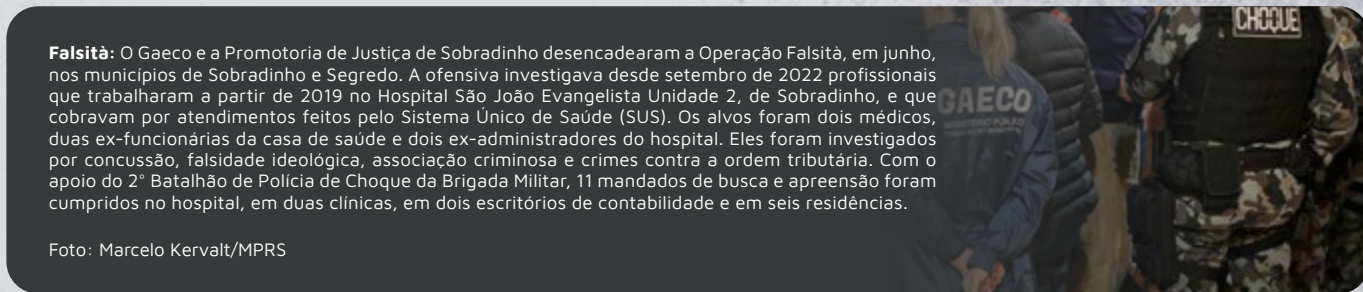 Falsità: O Gaeco e a Promotoria de Justiça de Sobradinho desencadearam a Operação Falsità, em junho,
nos municípios de Sobradinho e Segredo. A ofensiva investigava desde setembro de 2022 profissionais
que trabalharam a partir de 2019 no Hospital São João Evangelista Unidade 2, de Sobradinho, e que
cobravam por atendimentos feitos pelo Sistema Único de Saúde (SUS). Os alvos foram dois médicos,
duas ex-funcionárias da casa de saúde e dois ex-administradores do hospital. Eles foram investigados
por concussão, falsidade ideológica, associação criminosa e crimes contra a ordem tributária. Com o
apoio do 2° Batalhão de Polícia de Choque da Brigada Militar, 11 mandados de busca e apreensão foram
cumpridos no hospital, em duas clínicas, em dois escritórios de contabilidade e em seis residências.
Foto: Marcelo Kervalt/MPRS
CHOQUE
GAECO
MINISTÉRIO PÚBLICO